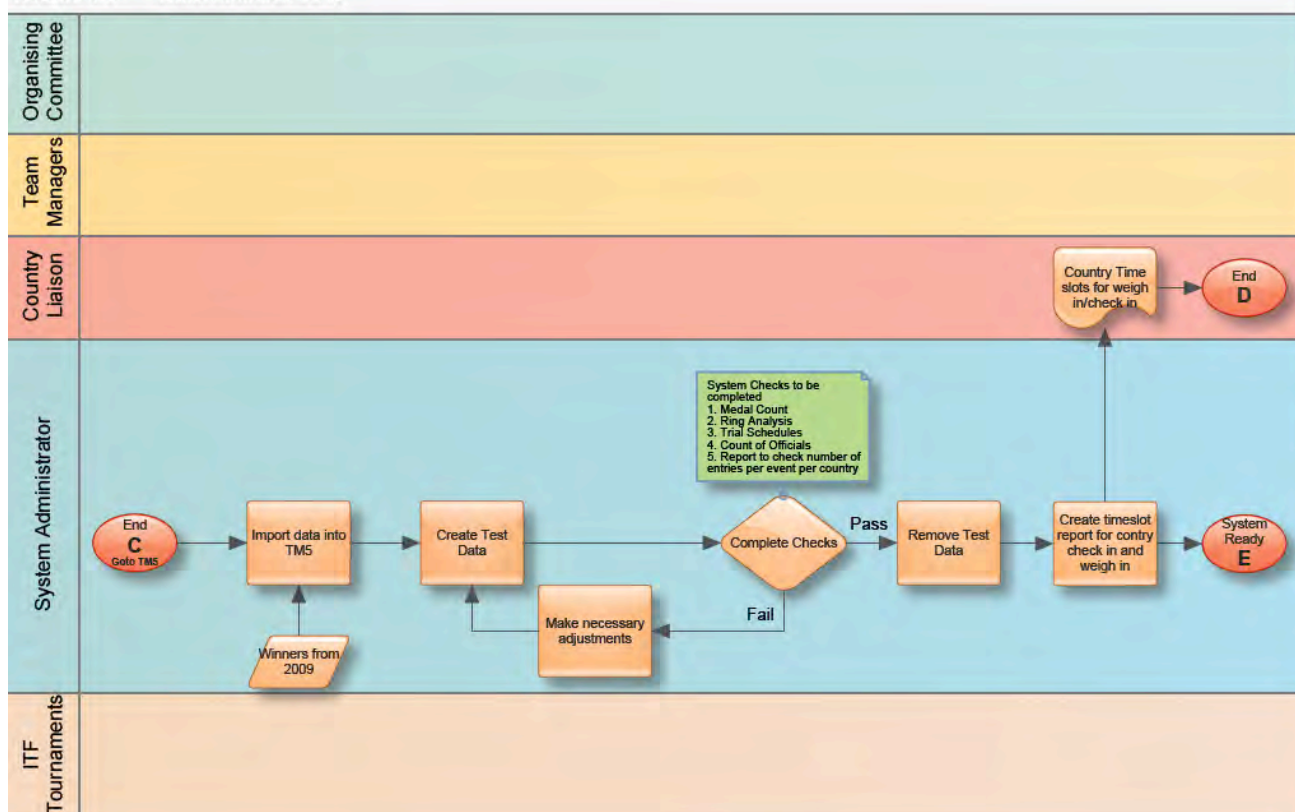 Organising
Committee
Team
Managers
Country
Liaison
Country Time
slots for weigh
in/check in
End
D
System Administrator
System Checks to be
completed
1. Medal Count
2. Ring Analysis
3. Trial Schedules
4. Count of Officials
5. Report to check number of
entries per event per country
End
C
Goto TM5
Import data into
TM5
Create Test
Data
Complete Checks
Pass
Remove Test
Data
Create timeslot
report for contry
check in and
weigh in
System
Ready
E
Fail
Make necessary
adjustments
Winners from
2009
ITF
Tournaments